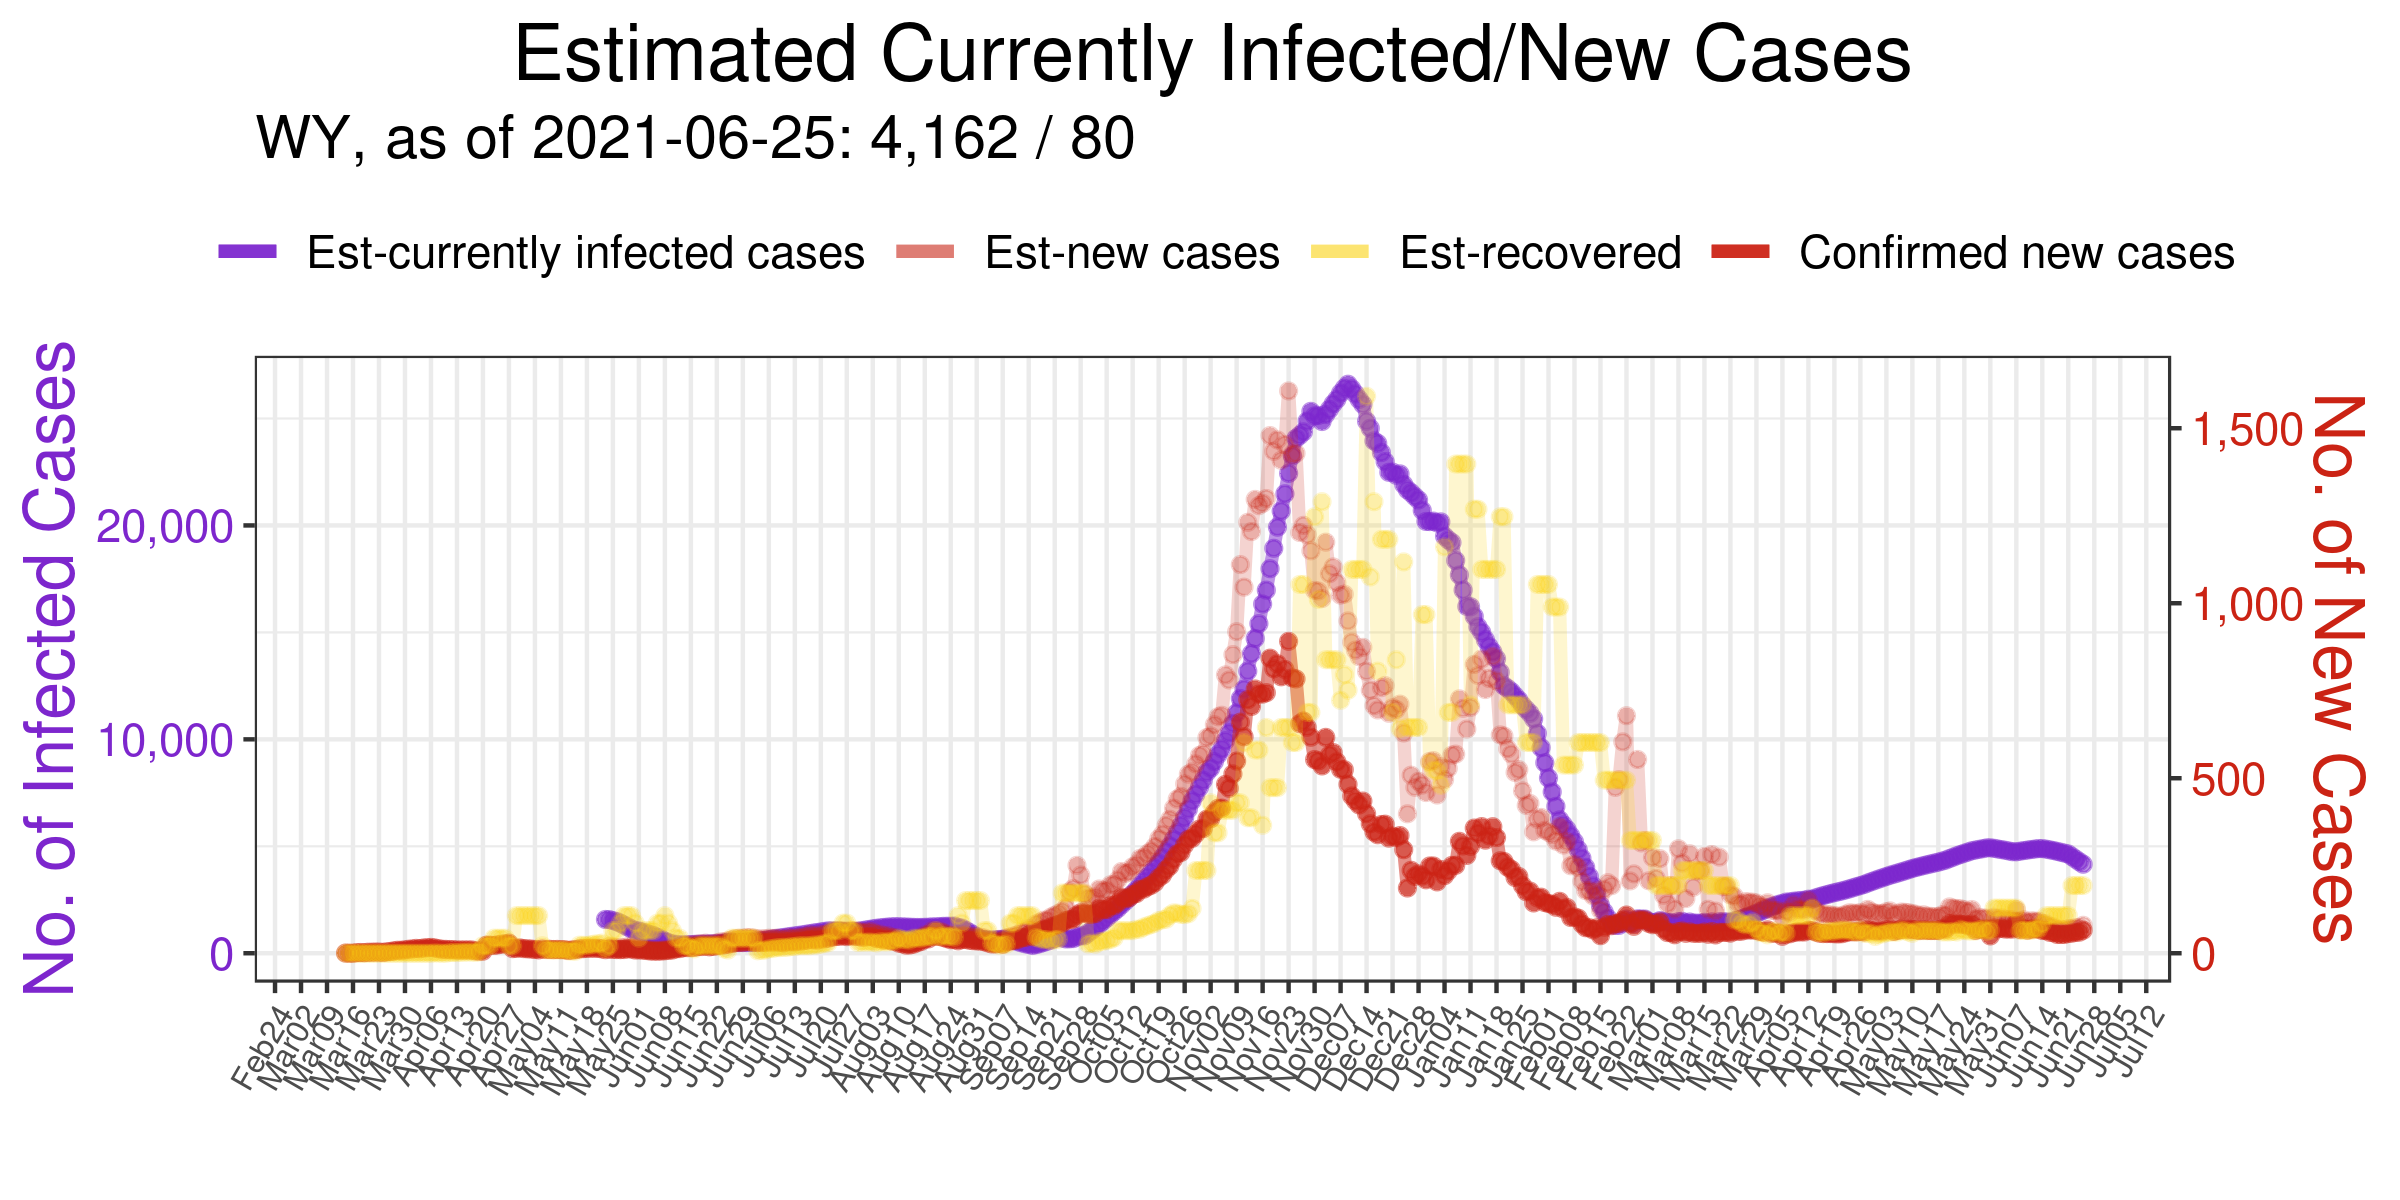 Estimated Currently Infected/New Cases
WY, as of 2021-06-25: 4,162 / 80
Est-currently infected cases
Est-new cases
Est-recovered
Confirmed new cases
No. of Infected Cases
20,000
10,000
0
1,500
1,000
500
0
No. of New Cases
Feb24
Mar02
Mar09
Mar16
Mar23
Mar30
Apr06
Apr13
Apr20
Apr27
May04
May11
May18
May25
Jun01
Jun08
Jun15
Jun22
Jun29
Jul06
Jul13
Jul20
Jul27
Aug03
Aug10
Aug17
Aug24
Aug31
Sep07
Sep14
Sep21
Sep28
Oct05
Oct12
Oct19
Oct26
Nov02
Nov09
Nov16
Nov23
Nov30
Dec07
Dec14
Dec21
Dec28
Jan04
Jan11
Jan18
Jan25
Feb01
Feb08
Feb15
Feb22
Mar01
Mar08
Mar15
Mar22
Mar29
Apr05
Apr12
Apr19
Apr26
May03
May10
May17
May24
May31
Jun07
Jun14
Jun21
Jun28
Jul05
Jul12